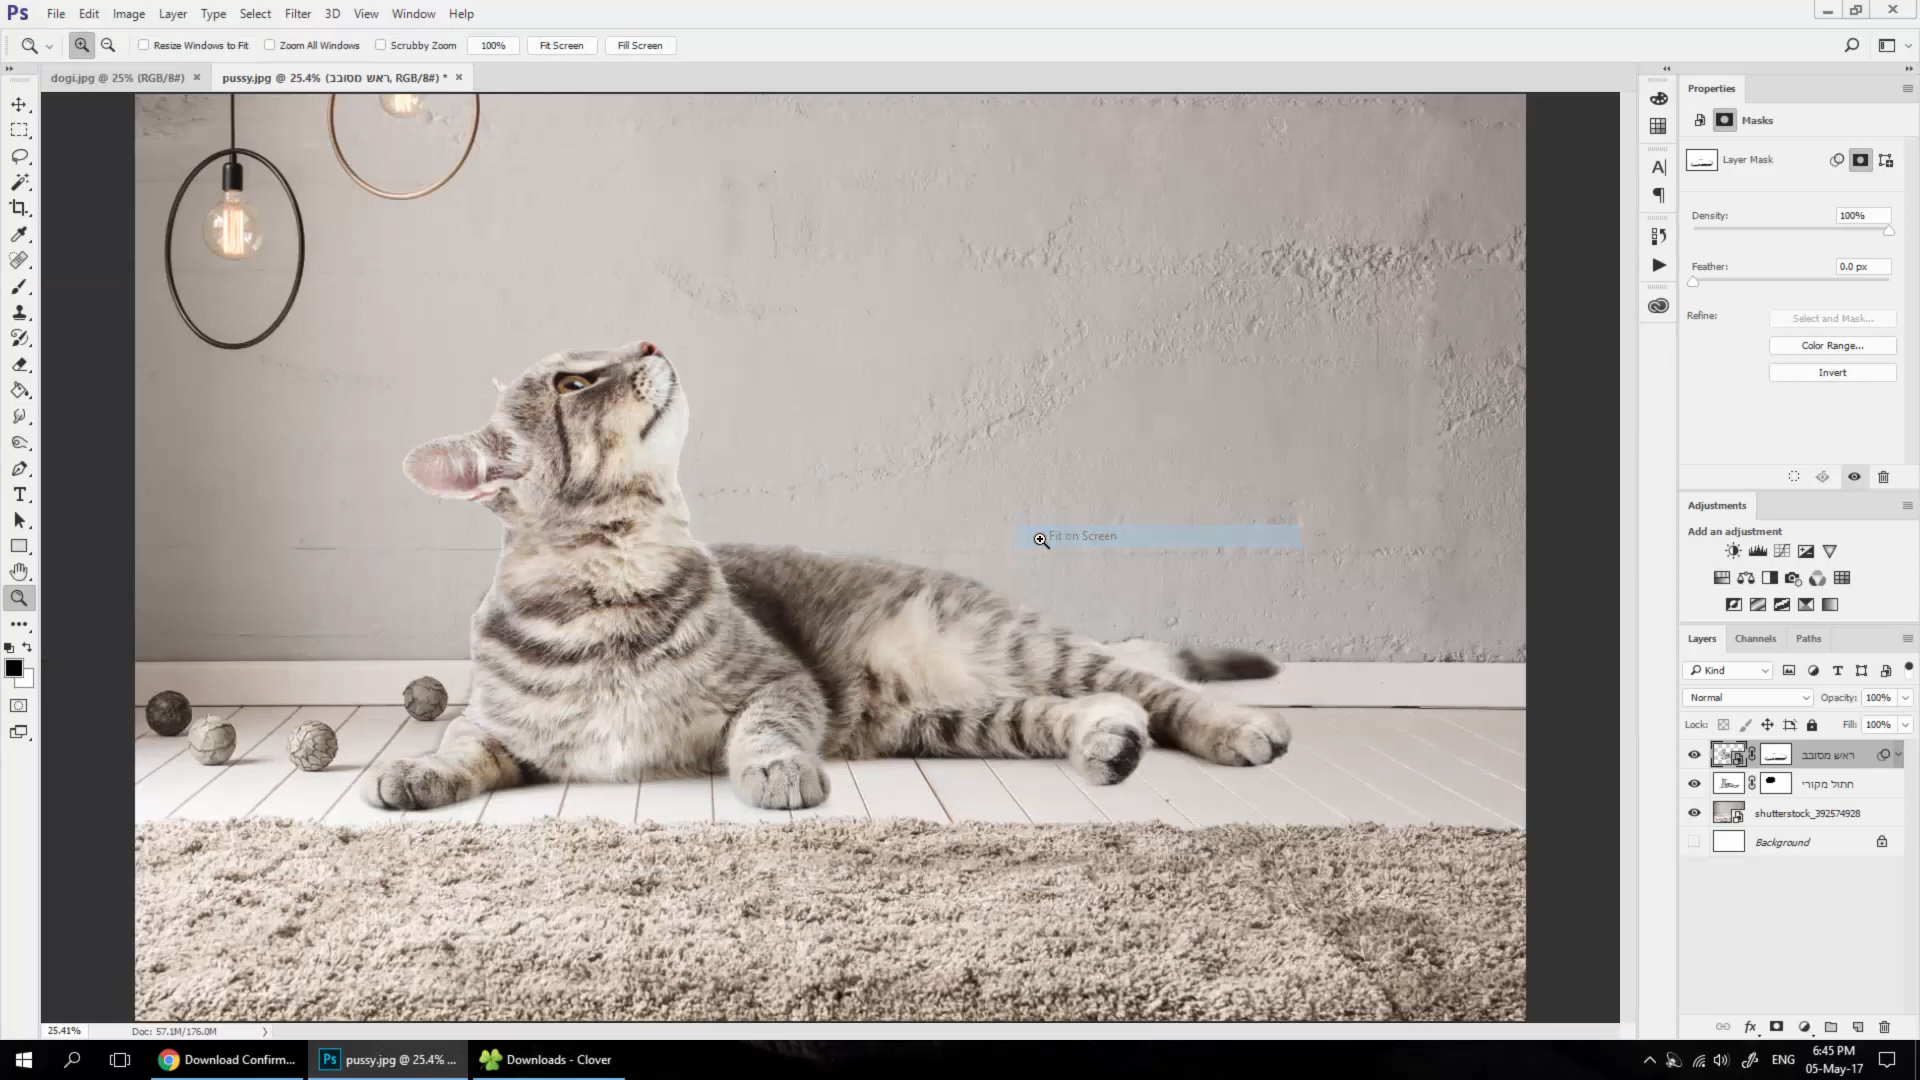 Ps File Edit Image Layer Type Select Filter 3D View Window Help
Resize Windows to Fit Zoom All Windows Scrubby Zoom 100% Fit Screen Fill Screen
dogi.jpg @ 25% (RGB/8#) × pussy.jpg @ 25.4% (ראש מסובב, RGB/8#) * ×
Properties
Masks
Layer Mask
Density: 100%
Feather: 0.0 px
Refine: Select and Mask...
Color Range...
Invert
Fit on Screen
Adjustments
Add an adjustment
Layers Channels Paths
Kind
Normal Opacity: 100%
Lock: Fill: 100%
ראש מסובב
חתול מקורי
shutterstock_392574928
Background
fx
25.41% Doc: 57.1M/176.0M
Download Confirm... Ps pussy.jpg @ 25.4% ... Downloads - Clover ENG 6:45 PM
05-May-17